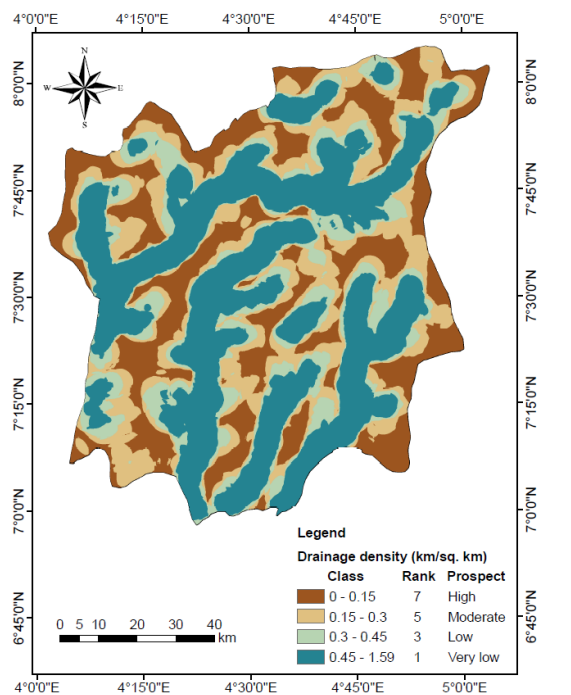 4°0'0"E 4°15'0"E 4°30'0"E 4°45'0"E 5°0'0"E
N
W E
S
8°0'0"N 8°0'0"N
7°45'0"N 7°45'0"N
7°30'0"N 7°30'0"N
7°15'0"N 7°15'0"N
7°0'0"N 7°0'0"N
Legend
Drainage density (km/sq. km)
Class Rank Prospect
0 - 0.15 7 High
0.15 - 0.3 5 Moderate
0.3 - 0.45 3 Low
0.45 - 1.59 1 Very low
6°45'0"N 6°45'0"N
0 5 10 20 30 40
km
4°0'0"E 4°15'0"E 4°30'0"E 4°45'0"E 5°0'0"E